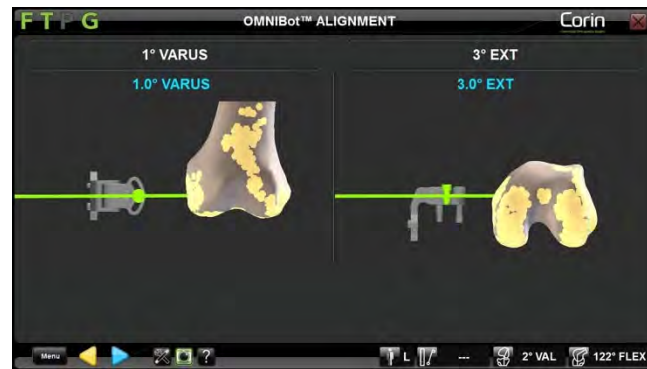 F T P G
OMNIBot™ ALIGNMENT
Corin
1° VARUS
3° EXT
1.0° VARUS
3.0° EXT
Menu
?
L
---
2° VAL
122° FLEX